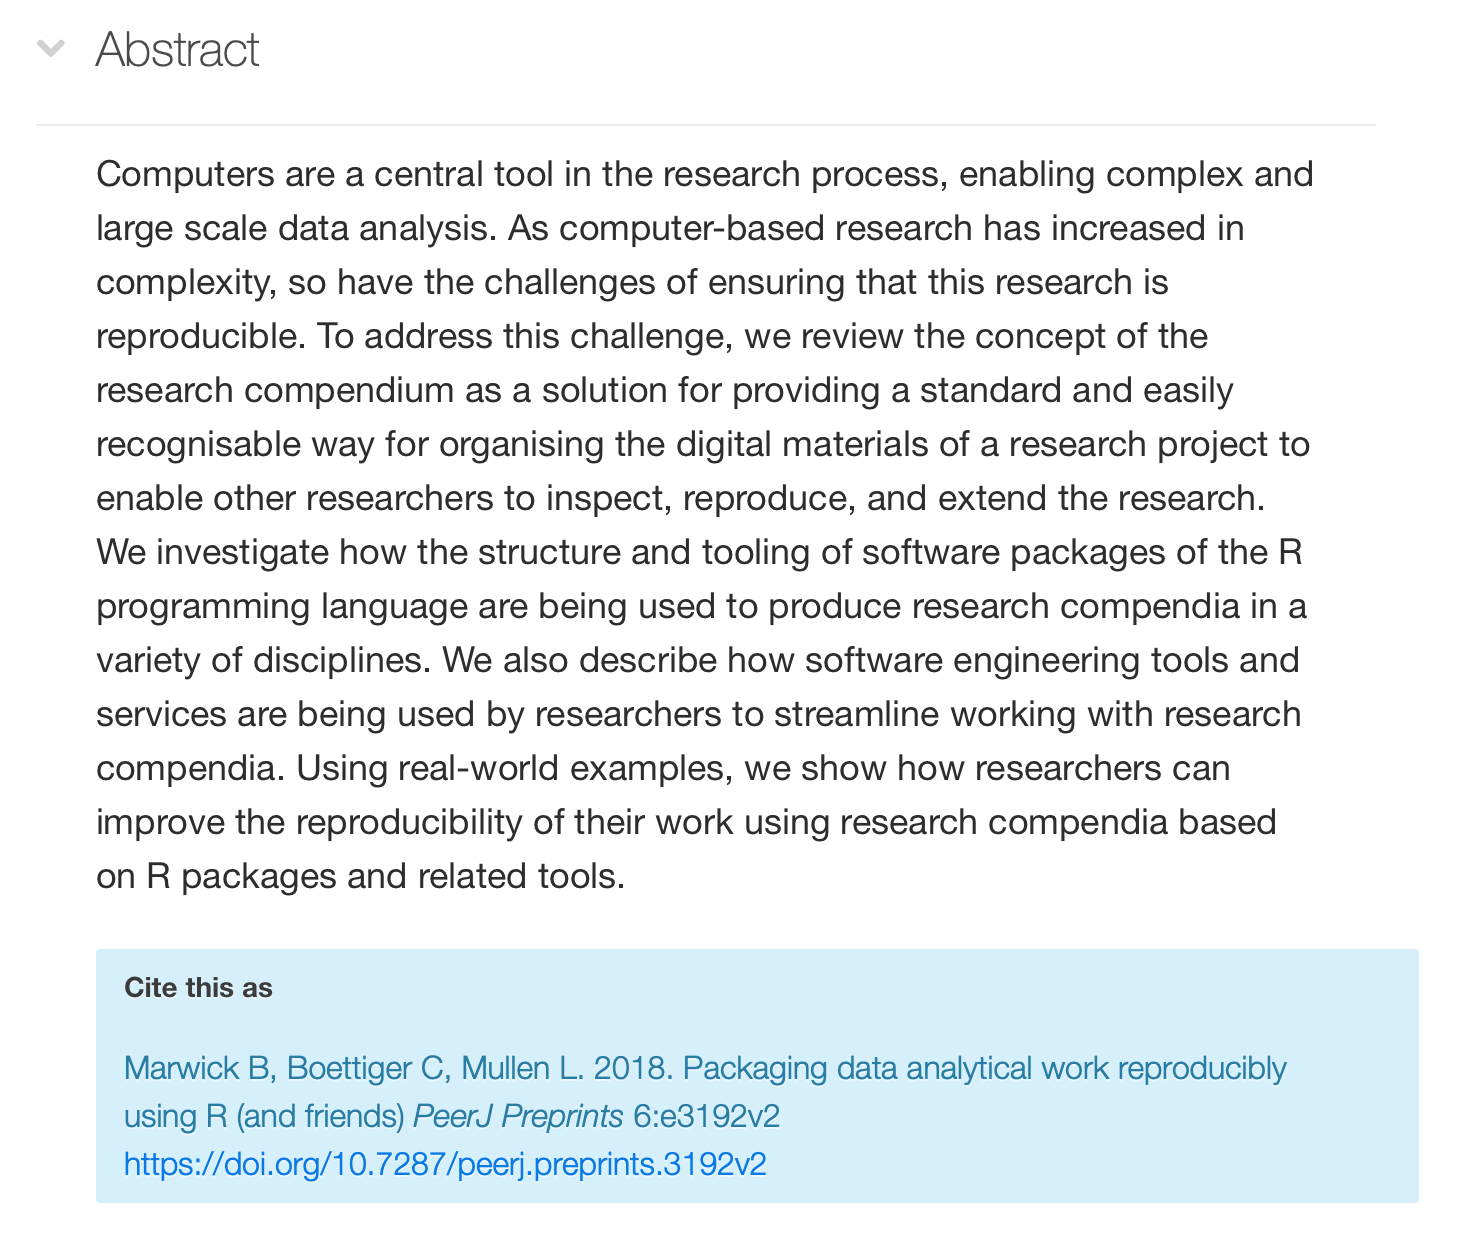 Abstract
Computers are a central tool in the research process, enabling complex and
large scale data analysis. As computer-based research has increased in
complexity, so have the challenges of ensuring that this research is
reproducible. To address this challenge, we review the concept of the
research compendium as a solution for providing a standard and easily
recognisable way for organising the digital materials of a research project to
enable other researchers to inspect, reproduce, and extend the research.
We investigate how the structure and tooling of software packages of the R
programming language are being used to produce research compendia in a
variety of disciplines. We also describe how software engineering tools and
services are being used by researchers to streamline working with research
compendia. Using real-world examples, we show how researchers can
improve the reproducibility of their work using research compendia based
on R packages and related tools.
Cite this as
Marwick B, Boettiger C, Mullen L. 2018. Packaging data analytical work reproducibly
using R (and friends) PeerJ Preprints 6:e3192v2
https://doi.org/10.7287/peerj.preprints.3192v2